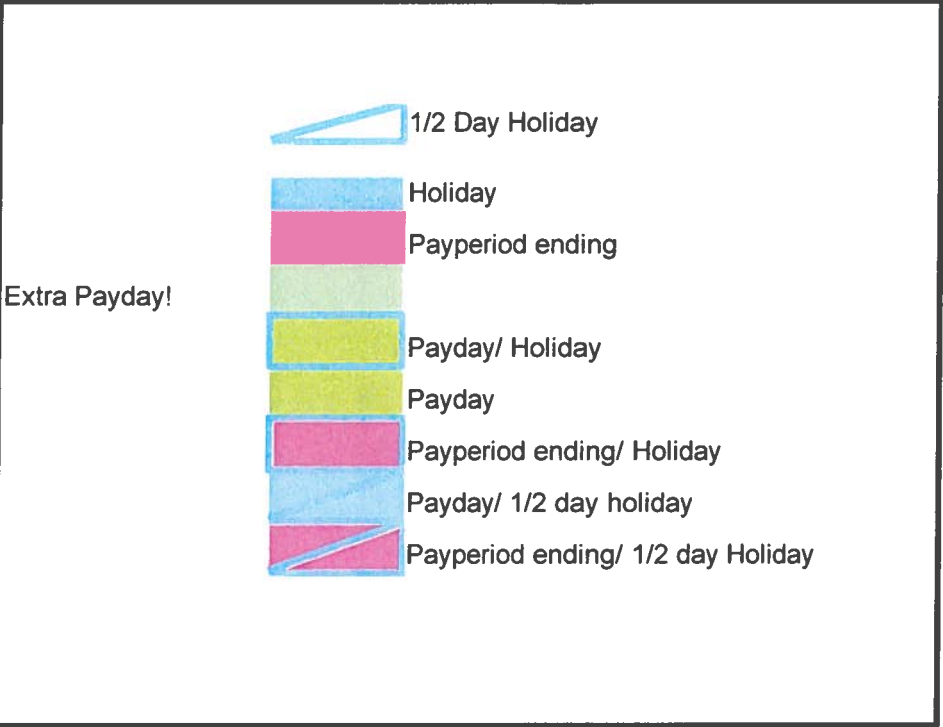 1/2 Day Holiday
Holiday
Payperiod ending
Extra Payday!
Payday/ Holiday
Payday
Payperiod ending/ Holiday
Payday/ 1/2 day holiday
Payperiod ending/ 1/2 day Holiday